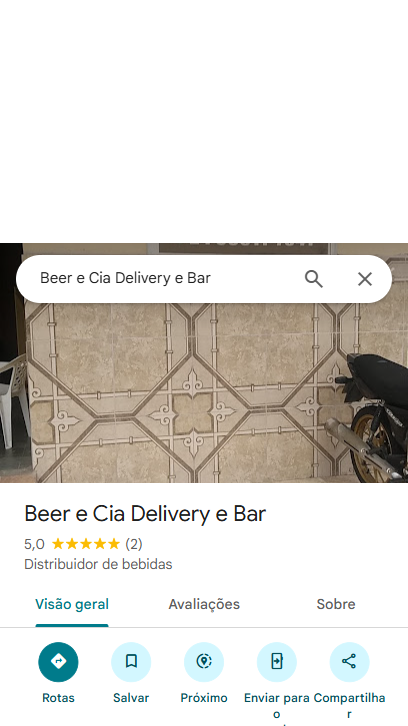 Beer e Cia Delivery e Bar
Beer e Cia Delivery e Bar
5,0 (2)
Distribuidor de bebidas
Visão geral Avaliações Sobre
Rotas Salvar Próximo Enviar para o Compartilhar